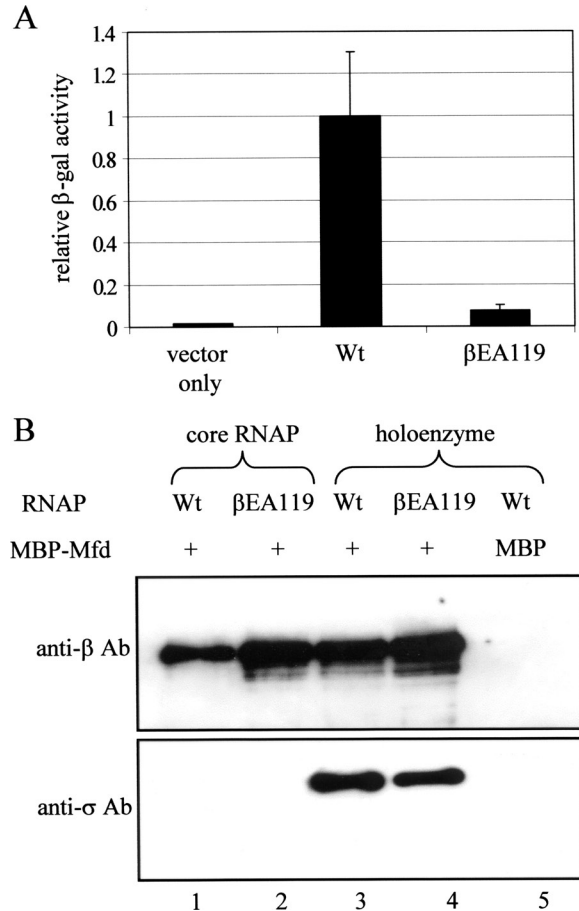 A
relative β-gal activity
1.4
1.2
1
0.8
0.6
0.4
0.2
0
vector only
Wt
βEA119
B
core RNAP
holoenzyme
RNAP
Wt
βEA119
Wt
βEA119
Wt
MBP-Mfd
+
+
+
+
MBP
anti-β Ab
anti-σ Ab
1
2
3
4
5